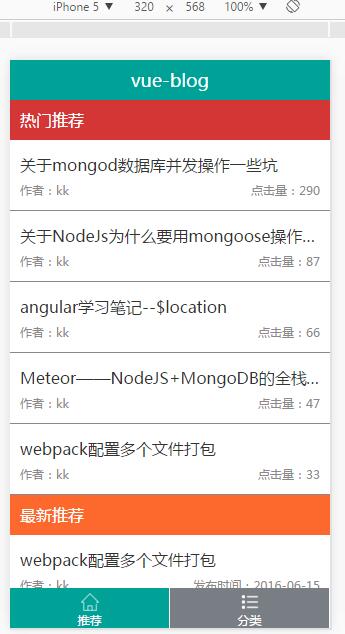 iPhone 5 ▼ 320 × 568 100% ▼
vue-blog
热门推荐
关于mongod数据库并发操作一些坑
作者：kk 点击量：290
关于NodeJs为什么要用mongoose操作...
作者：kk 点击量：87
angular学习笔记--$location
作者：kk 点击量：66
Meteor——NodeJS+MongoDB的全栈...
作者：kk 点击量：47
webpack配置多个文件打包
作者：kk 点击量：33
最新推荐
webpack配置多个文件打包
作者：kk 发布时间：2016-06-15
推荐 分类